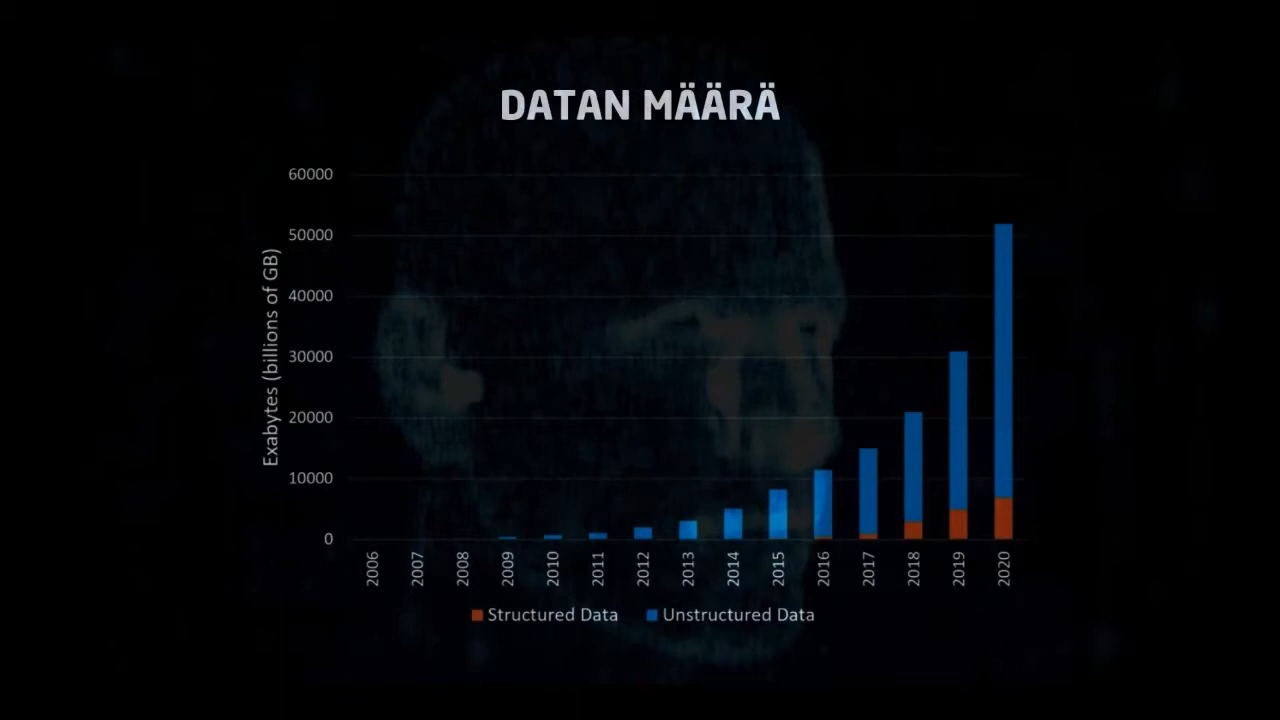 DATAN MÄÄRÄ
60000
50000
40000
30000
20000
10000
0
Exabytes (billions of GB)
2006 2007 2008 2009 2010 2011 2012 2013 2014 2015 2016 2017 2018 2019 2020
Structured Data Unstructured Data